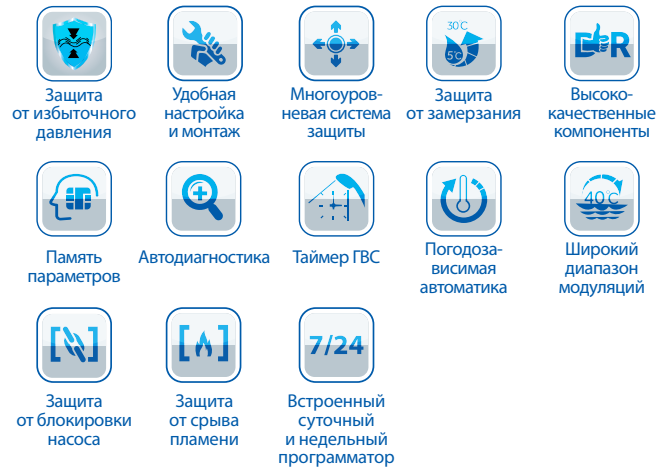 30°C
5°C
E R
Защита
от избыточного
давления
Удобная
настройка
и монтаж
Многоуров-
невая система
защиты
Защита
от замерзания
Высоко-
качественные
компоненты
40°C
Память
параметров
Автодиагностика
Таймер ГВС
Погодоза-
висимая
автоматика
Широкий
диапазон
модуляций
7/24
Защита
от блокировки
насоса
Защита
от срыва
пламени
Встроенный
суточный
и недельный
программатор